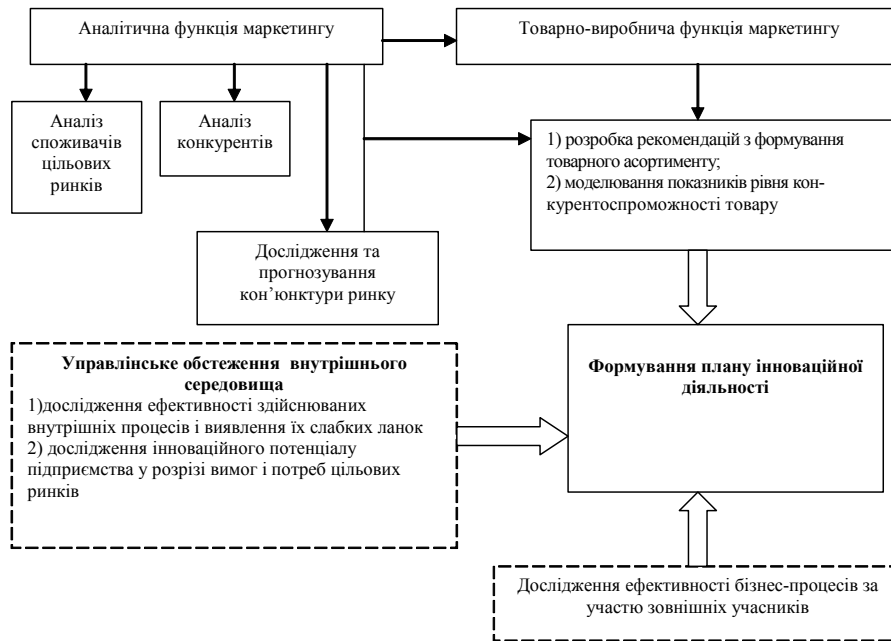 Аналітична функція маркетингу
Товарно-виробнича функція маркетингу
Аналіз
споживачів
цільових
ринків
Аналіз
конкурентів
1) розробка рекомендацій з формування
товарного асортименту;
2) моделювання показників рівня кон-
курентоспроможності товару
Дослідження та
прогнозування
кон’юнктури ринку
Управлінське обстеження внутрішнього
середовища
1)дослідження ефективності здійснюваних
внутрішніх процесів і виявлення їх слабких ланок
2) дослідження інноваційного потенціалу
підприємства у розрізі вимог і потреб цільових
ринків
Формування плану інноваційної
діяльності
Дослідження ефективності бізнес-процесів за
участю зовнішніх учасників